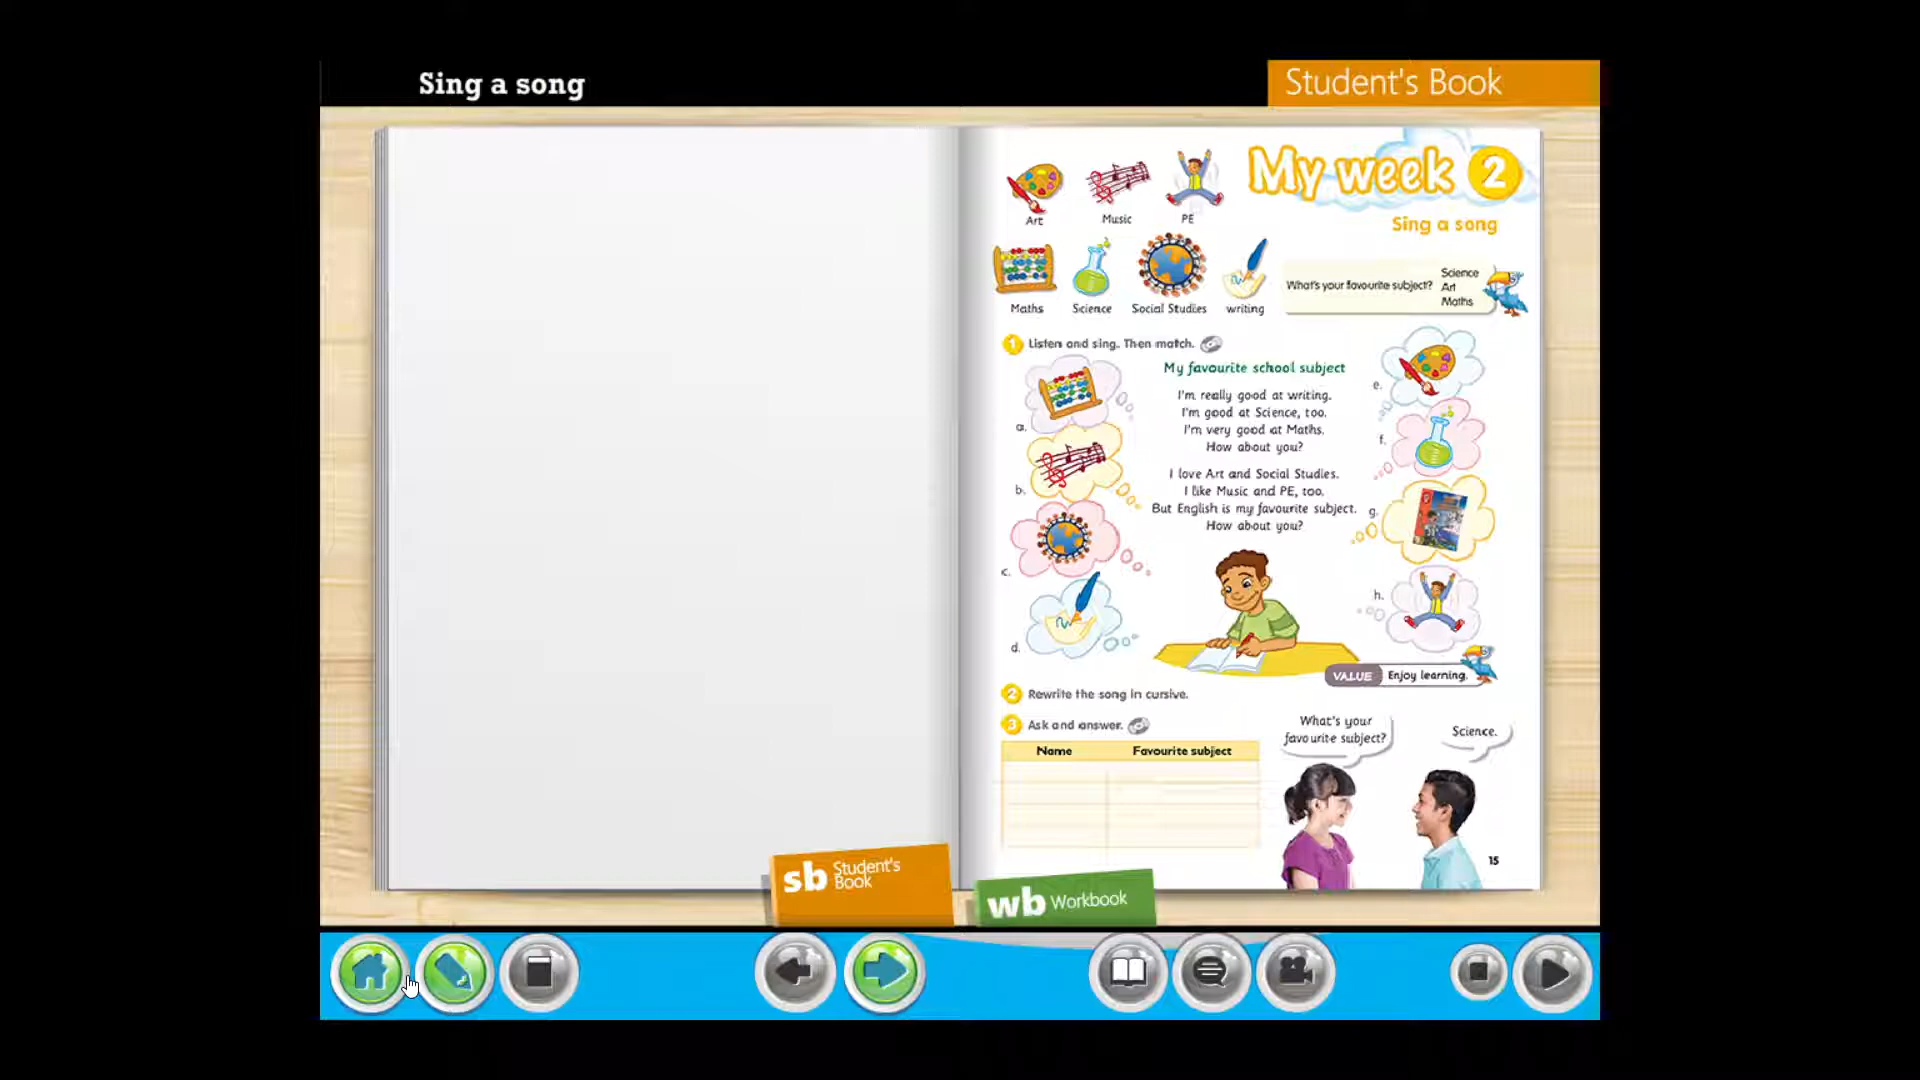 Sing a song
Student's Book
My week 2
Sing a song
Art
Music
PE
Maths
Science
Social Studies
writing
What's your favourite subject?
Science
Art
Maths
1 Listen and sing. Then match.
My favourite school subject
I'm really good at writing.
I'm good at Science, too.
I'm very good at Maths.
How about you?
I love Art and Social Studies.
I like Music and PE, too.
But English is my favourite subject.
How about you?
a.
b.
c.
d.
e.
f.
g.
h.
VALUE Enjoy learning.
2 Rewrite the song in cursive.
3 Ask and answer.
Name Favourite subject
What's your
favourite subject?
Science.
15
sb Student's
Book
wb Workbook